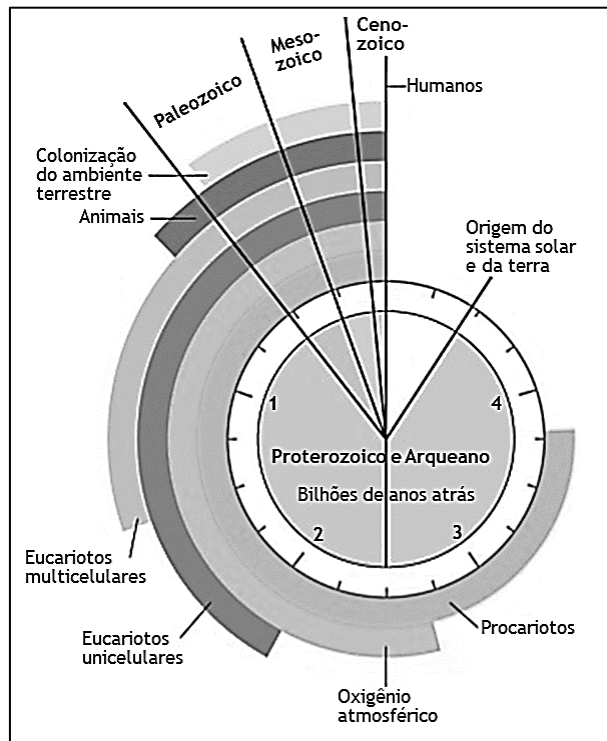 Ceno-
zoico
Meso-
zoico
Paleozoico
Humanos
Colonização
do ambiente
terrestre
Animais
Origem do
sistema solar
e da terra
1
4
Proterozoico e Arqueano
Bilhões de anos atrás
2
3
Eucariotos
multicelulares
Procariotos
Eucariotos
unicelulares
Oxigênio
atmosférico